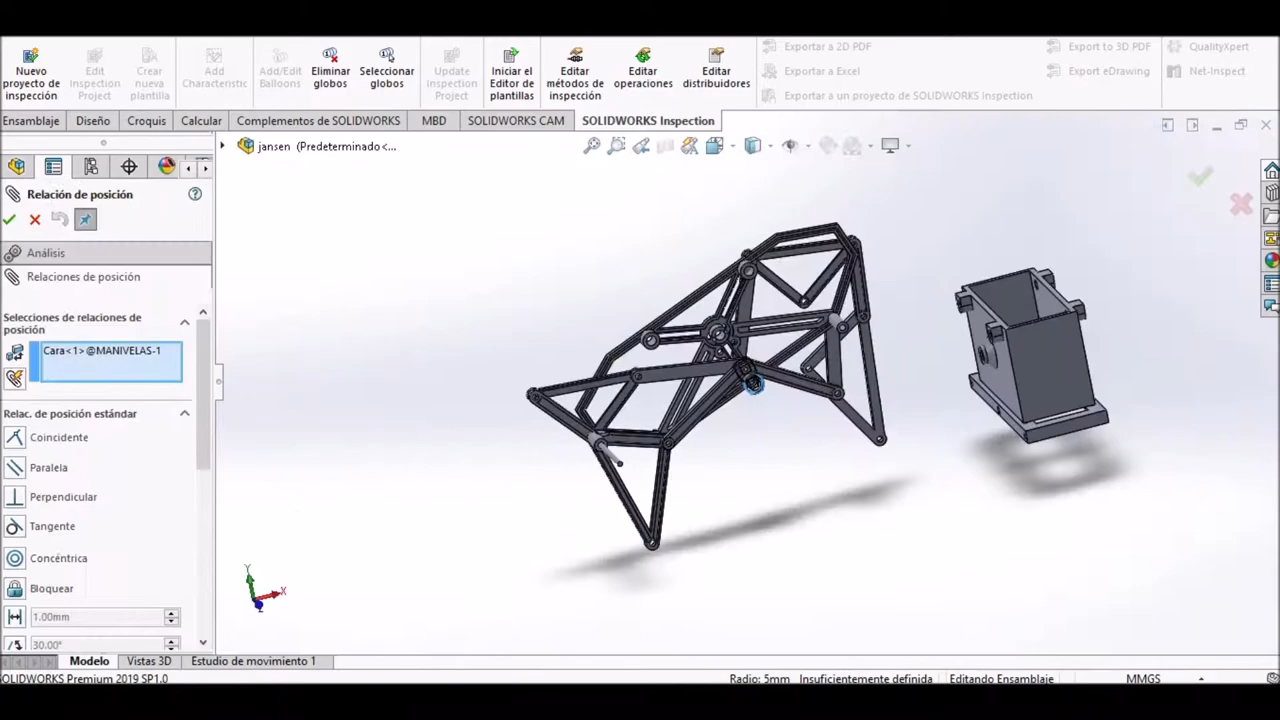 Nuevo
proyecto de
inspección
Edit
Inspection
Project
Crear
nueva
plantilla
Add
Characteristic
Add/Edit
Balloons
Eliminar
globos
Seleccionar
globos
Update
Inspection
Project
Iniciar el
Editor de
plantillas
Editar
métodos de
inspección
Editar
operaciones
Editar
distribuidores
Exportar a 2D PDF
Exportar a Excel
Exportar a un proyecto de SOLIDWORKS Inspection
Export to 3D PDF
Export eDrawing
QualityXpert
Net-Inspect
Ensamblaje
Diseño
Croquis
Calcular
Complementos de SOLIDWORKS
MBD
SOLIDWORKS CAM
SOLIDWORKS Inspection
jansen (Predeterminado<...
Relación de posición
Análisis
Relaciones de posición
Selecciones de relaciones de
posición
Cara<1>@MANIVELAS-1
Relac. de posición estándar
Coincidente
Paralela
Perpendicular
Tangente
Concéntrica
Bloquear
1.00mm
30.00°
Y
X
Z
Modelo
Vistas 3D
Estudio de movimiento 1
SOLIDWORKS Premium 2019 SP1.0
Radio: 5mm
Insuficientemente definida
Editando Ensamblaje
MMGS